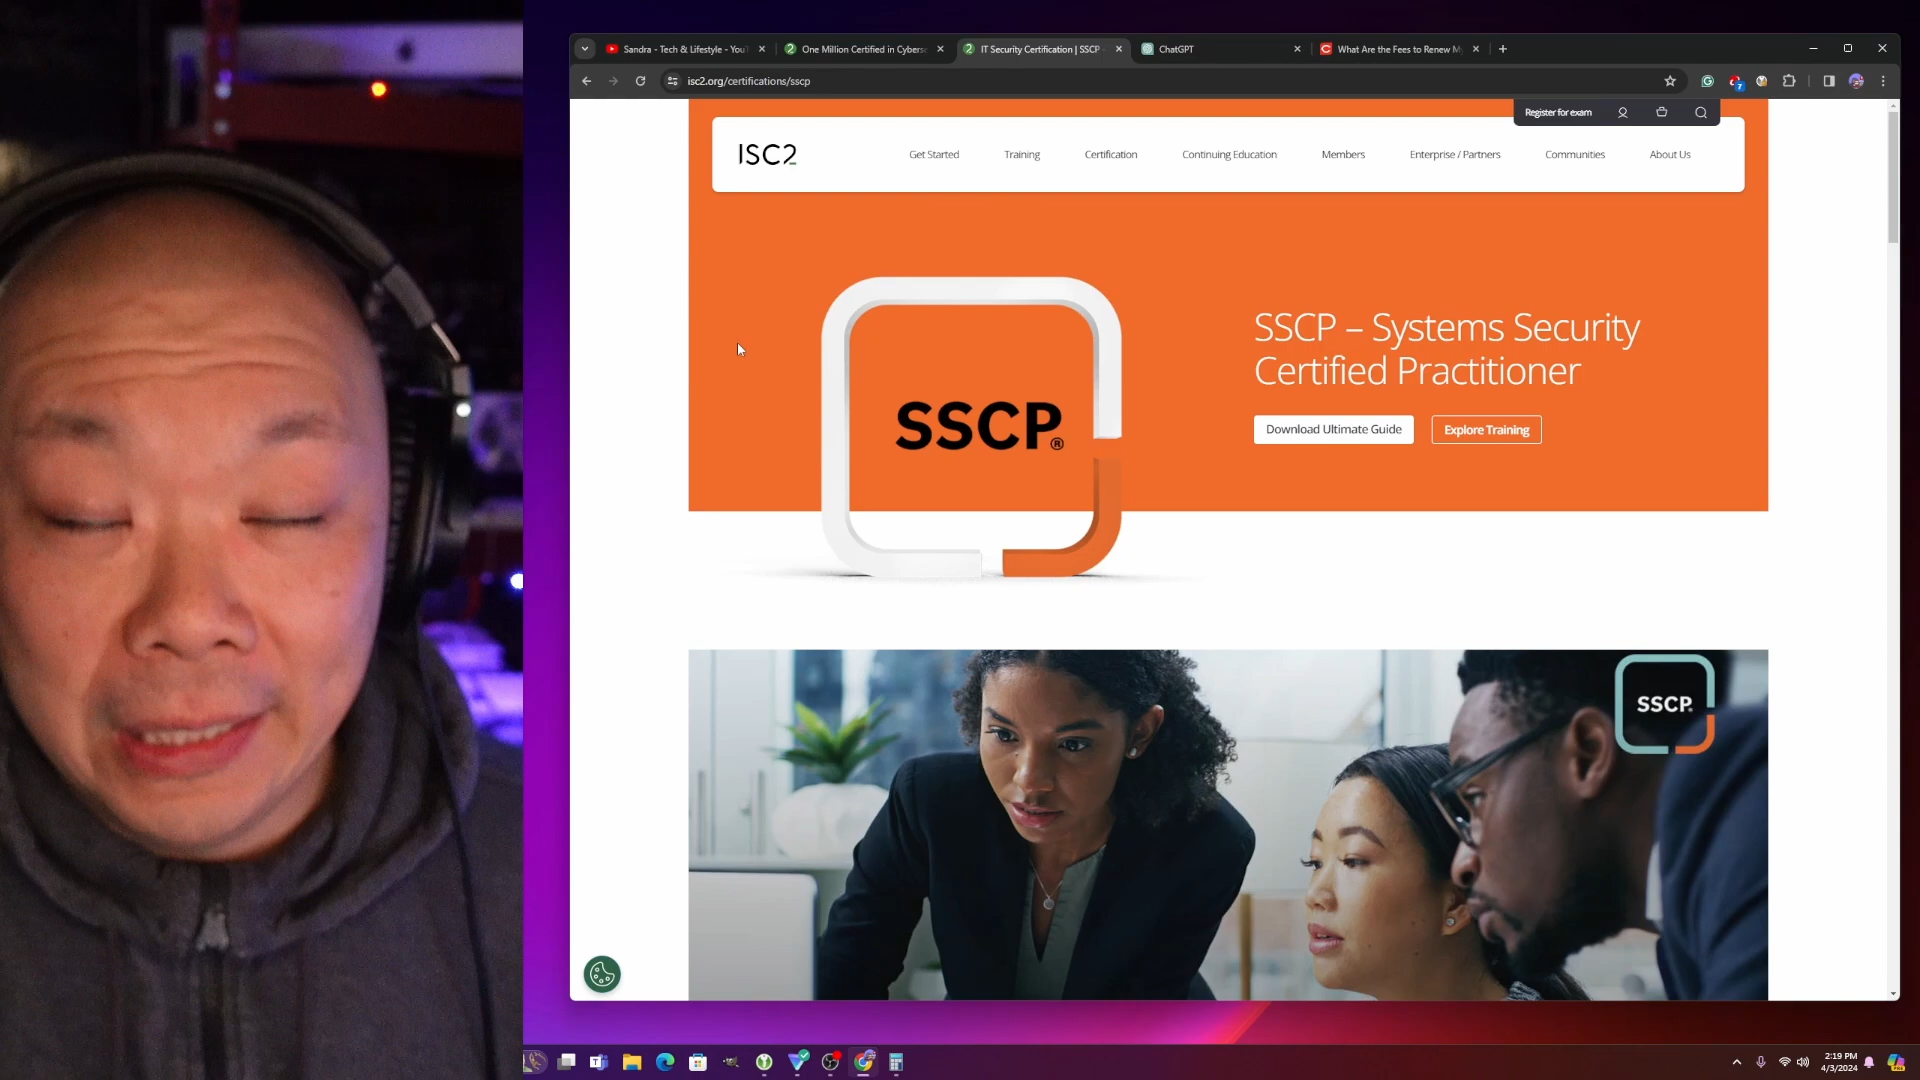 Sandra - Tech & Lifestyle - YouT
One Million Certified in Cyberse
IT Security Certification | SSCP -
ChatGPT
What Are the Fees to Renew My
isc2.org/certifications/sscp
7
Register for exam
ISC2
Get Started
Training
Certification
Continuing Education
Members
Enterprise / Partners
Communities
About Us
SSCP – Systems Security
Certified Practitioner
Download Ultimate Guide
Explore Training
SSCP®
SSCP®
2:19 PM
4/3/2024